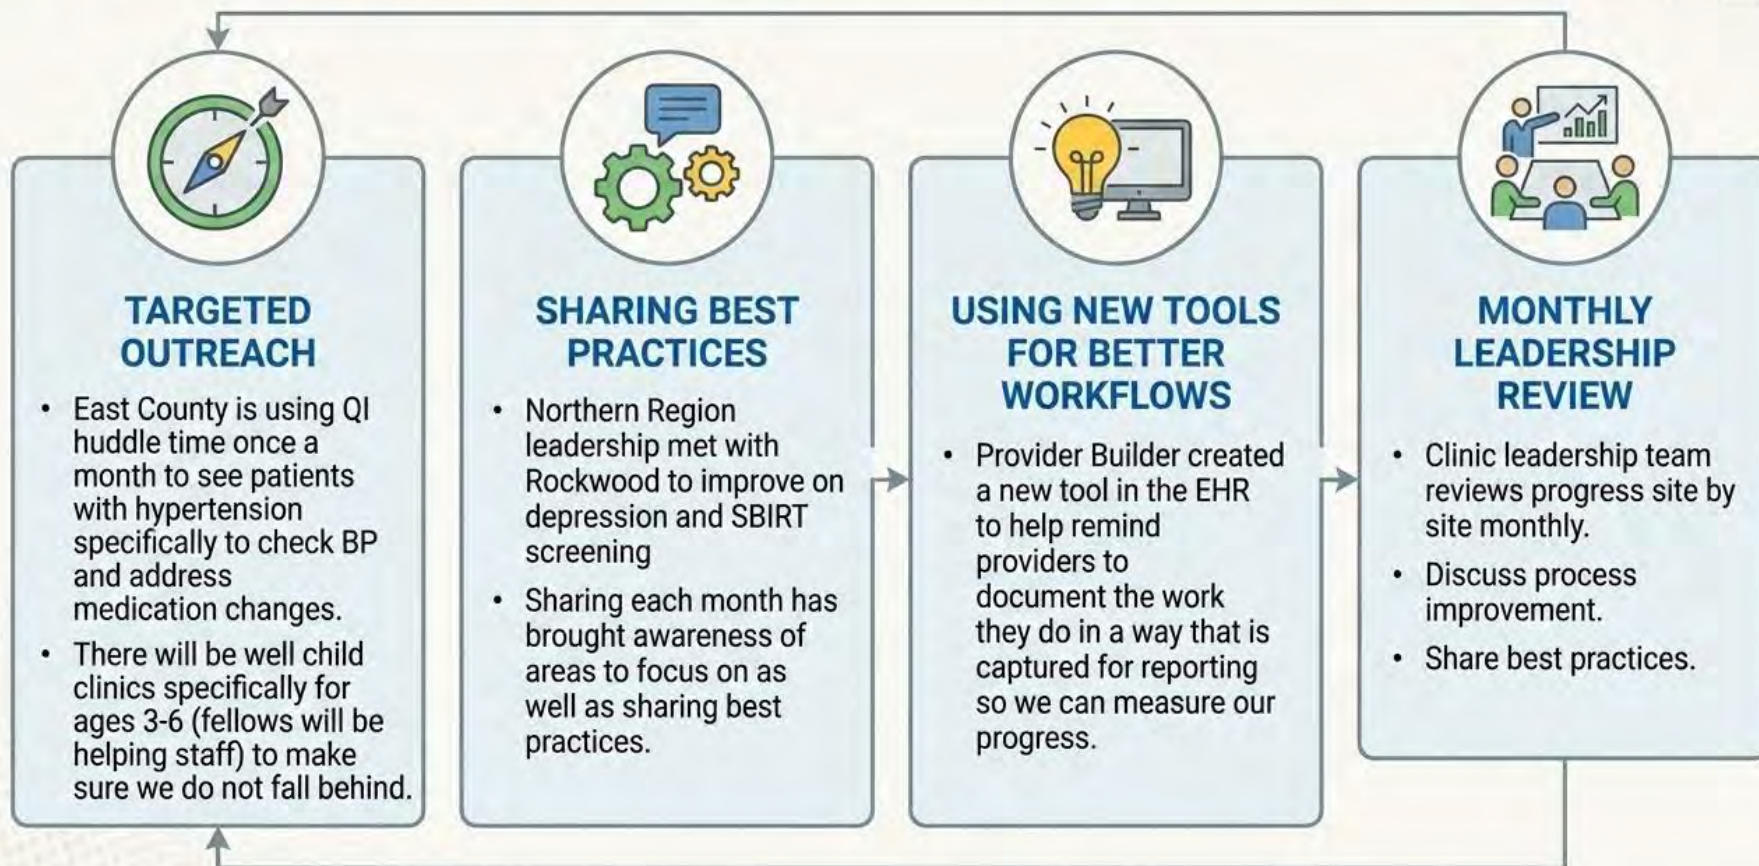 TARGETED
OUTREACH
• East County is using QI
huddle time once a
month to see patients
with hypertension
specifically to check BP
and address
medication changes.
• There will be well child
clinics specifically for
ages 3-6 (fellows will be
helping staff) to make
sure we do not fall behind.
SHARING BEST
PRACTICES
• Northern Region
leadership met with
Rockwood to improve on
depression and SBIRT
screening
• Sharing each month has
brought awareness of
areas to focus on as
well as sharing best
practices.
USING NEW TOOLS
FOR BETTER
WORKFLOWS
• Provider Builder created
a new tool in the EHR
to help remind
providers to
document the work
they do in a way that is
captured for reporting
so we can measure our
progress.
MONTHLY
LEADERSHIP
REVIEW
• Clinic leadership team
reviews progress site by
site monthly.
• Discuss process
improvement.
• Share best practices.